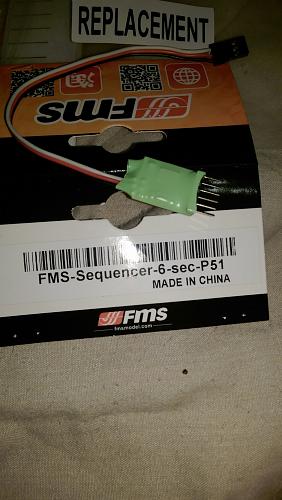 REPLACEMENT
FMS
FMS-Sequencer-6-sec-P51
MADE IN CHINA
FMS
fmsmodel.com